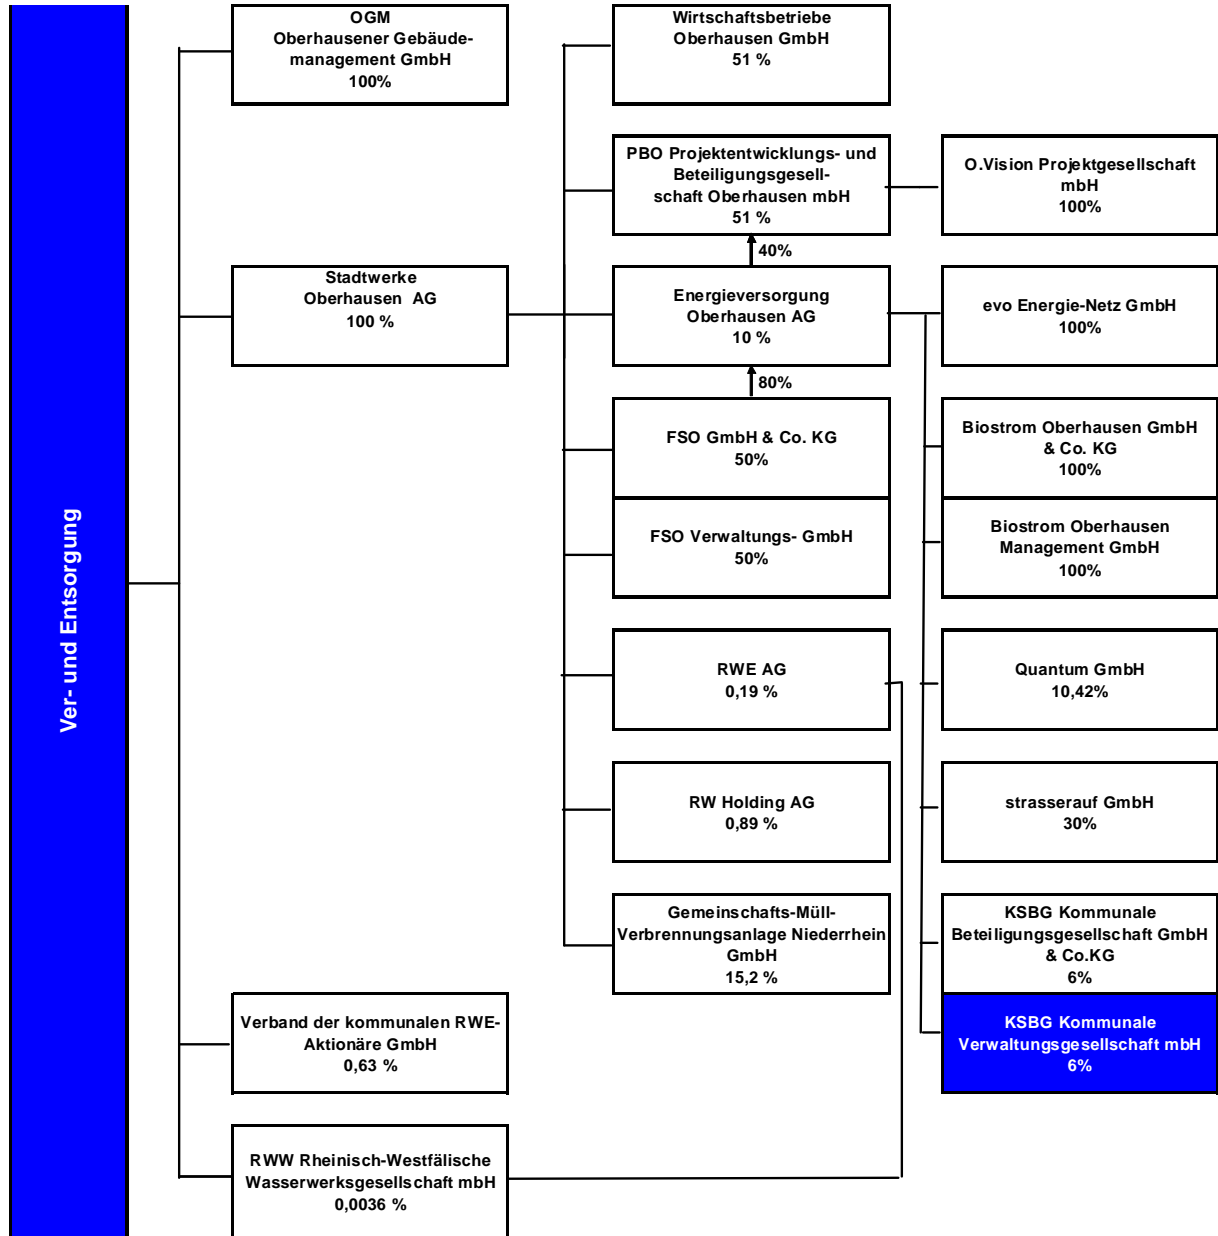 Ver- und Entsorgung
OGM
Oberhausener Gebäude-
management GmbH
100%
Stadtwerke
Oberhausen AG
100 %
Verband der kommunalen RWE-
Aktionäre GmbH
0,63 %
RWW Rheinisch-Westfälische
Wasserwerksgesellschaft mbH
0,0036 %
Wirtschaftsbetriebe
Oberhausen GmbH
51 %
PBO Projektentwicklungs- und
Beteiligungsgesell-
schaft Oberhausen mbH
51 %
40%
Energieversorgung
Oberhausen AG
10 %
80%
FSO GmbH & Co. KG
50%
FSO Verwaltungs- GmbH
50%
RWE AG
0,19 %
RW Holding AG
0,89 %
Gemeinschafts-Müll-
Verbrennungsanlage Niederrhein
GmbH
15,2 %
O.Vision Projektgesellschaft
mbH
100%
evo Energie-Netz GmbH
100%
Biostrom Oberhausen GmbH
& Co. KG
100%
Biostrom Oberhausen
Management GmbH
100%
Quantum GmbH
10,42%
strasserauf GmbH
30%
KSBG Kommunale
Beteiligungsgesellschaft GmbH
& Co.KG
6%
KSBG Kommunale
Verwaltungsgesellschaft mbH
6%